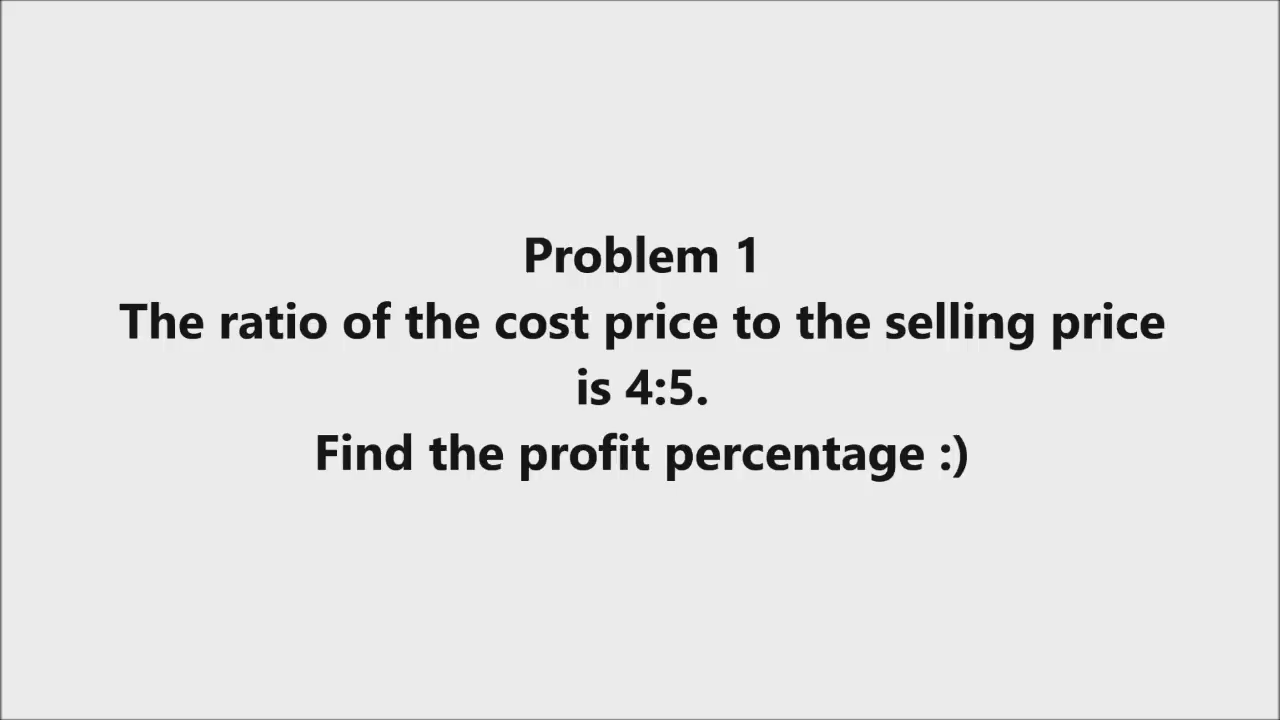 Problem 1
The ratio of the cost price to the selling price
is 4:5.
Find the profit percentage :)